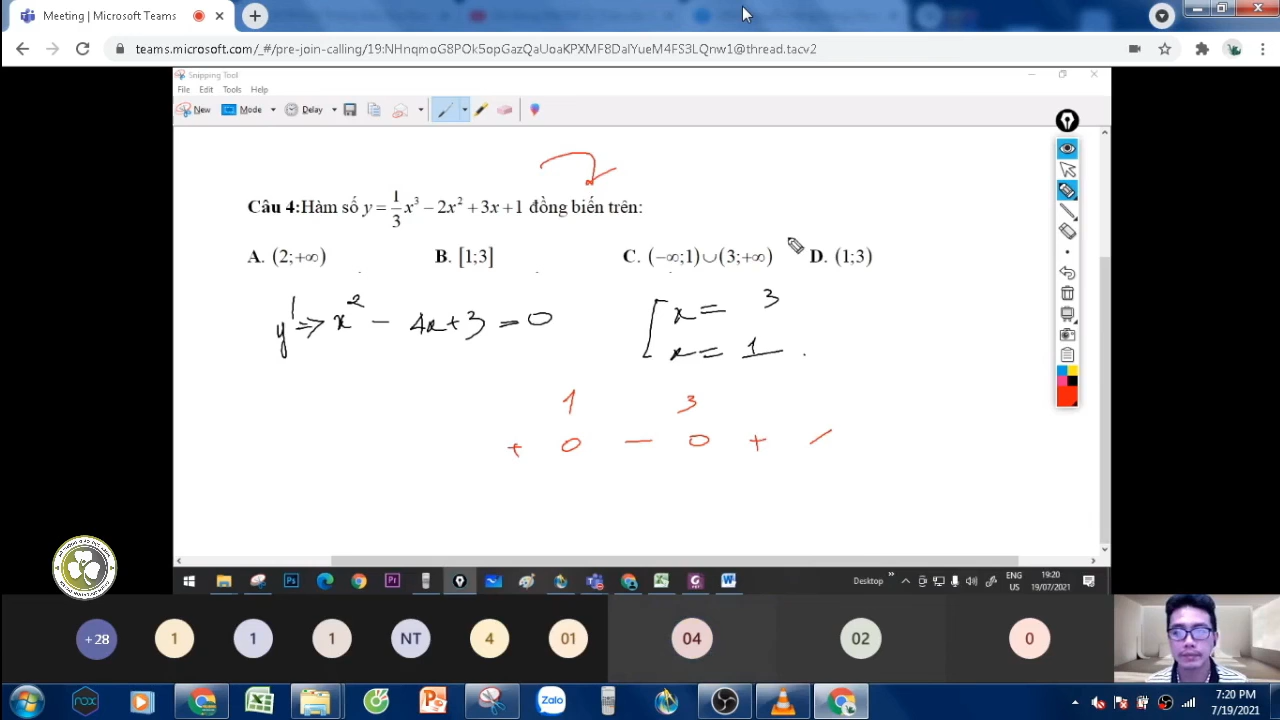 Meeting | Microsoft Teams
teams.microsoft.com/_#/pre-join-calling/19:NHnqmoG8POk5opGazQaUoaKPXMF8DalYueM4FS3LQnw1@thread.tacv2
Snipping Tool
File Edit Tools Help
New Mode Delay
Câu 4:Hàm số y = 1/3 x³ − 2x² + 3x + 1 đồng biến trên:
A. (2;+∞) B. [1;3] C. (−∞;1)∪(3;+∞) D. (1;3)
y' => x² − 4x+3 = 0
x = 3
x = 1
1 3
+ 0 − 0 +
Desktop » ENG US 19:20 19/07/2021
+28 1 1 1 NT 4 01 04 02 0
Zalo 7:20 PM 7/19/2021